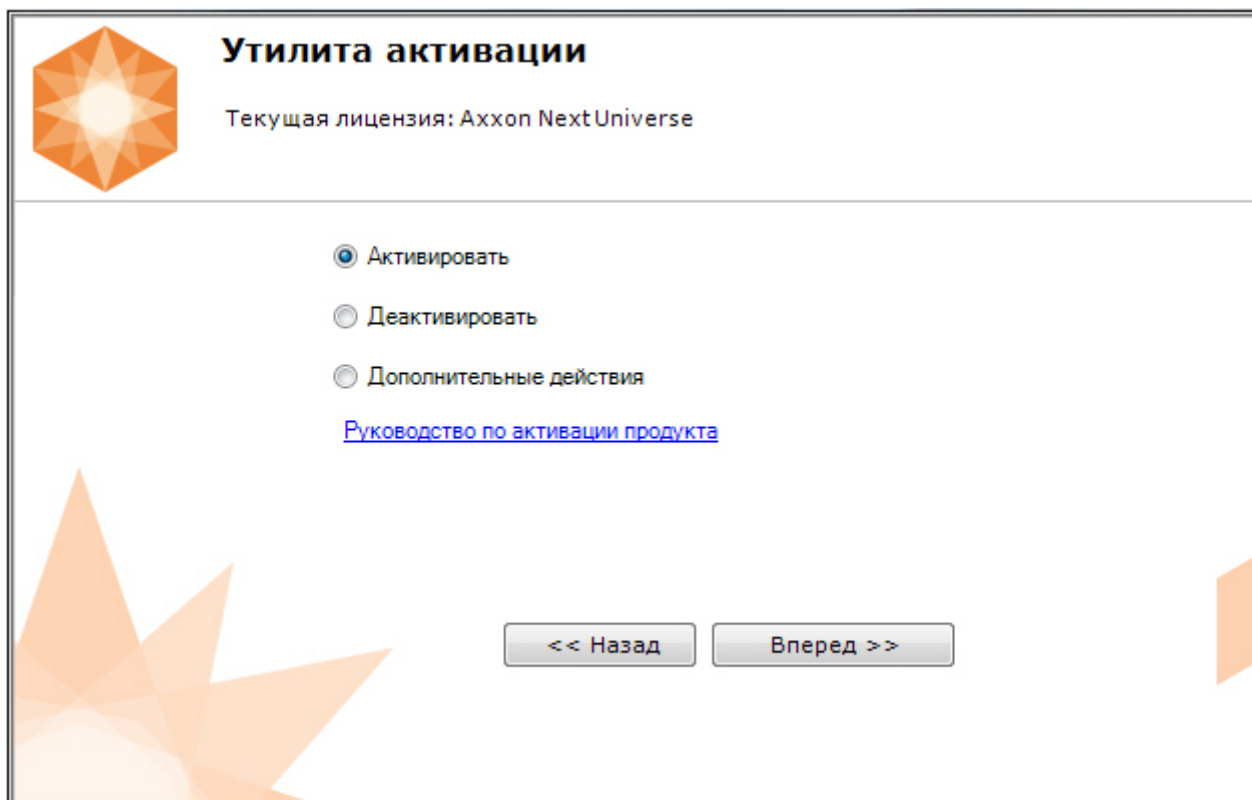 Утилита активации
Текущая лицензия: Axxon Next Universe
Активировать
Деактивировать
Дополнительные действия
Руководство по активации продукта
<< Назад
Вперед >>